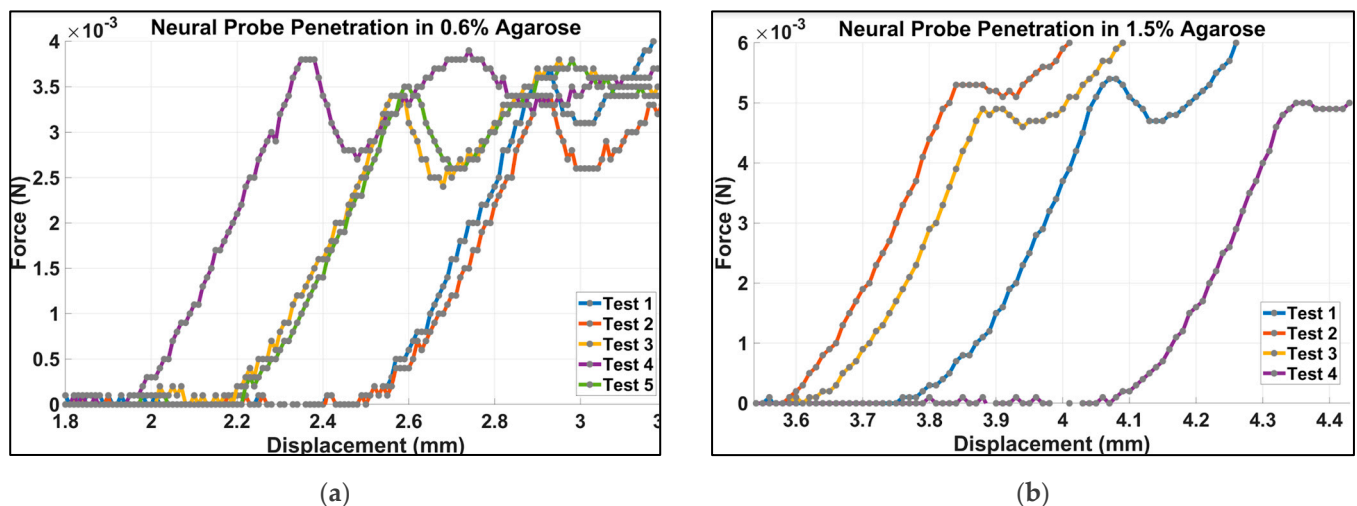 Neural Probe Penetration in 0.6% Agarose
×10⁻³
4
3.5
3
2.5
2
1.5
1
0.5
0
Force (N)
1.8 2 2.2 2.4 2.6 2.8 3 3
Displacement (mm)
Test 1
Test 2
Test 3
Test 4
Test 5
(a)
Neural Probe Penetration in 1.5% Agarose
×10⁻³
6
5
4
3
2
1
0
Force (N)
3.6 3.7 3.8 3.9 4 4.1 4.2 4.3 4.4
Displacement (mm)
Test 1
Test 2
Test 3
Test 4
(b)